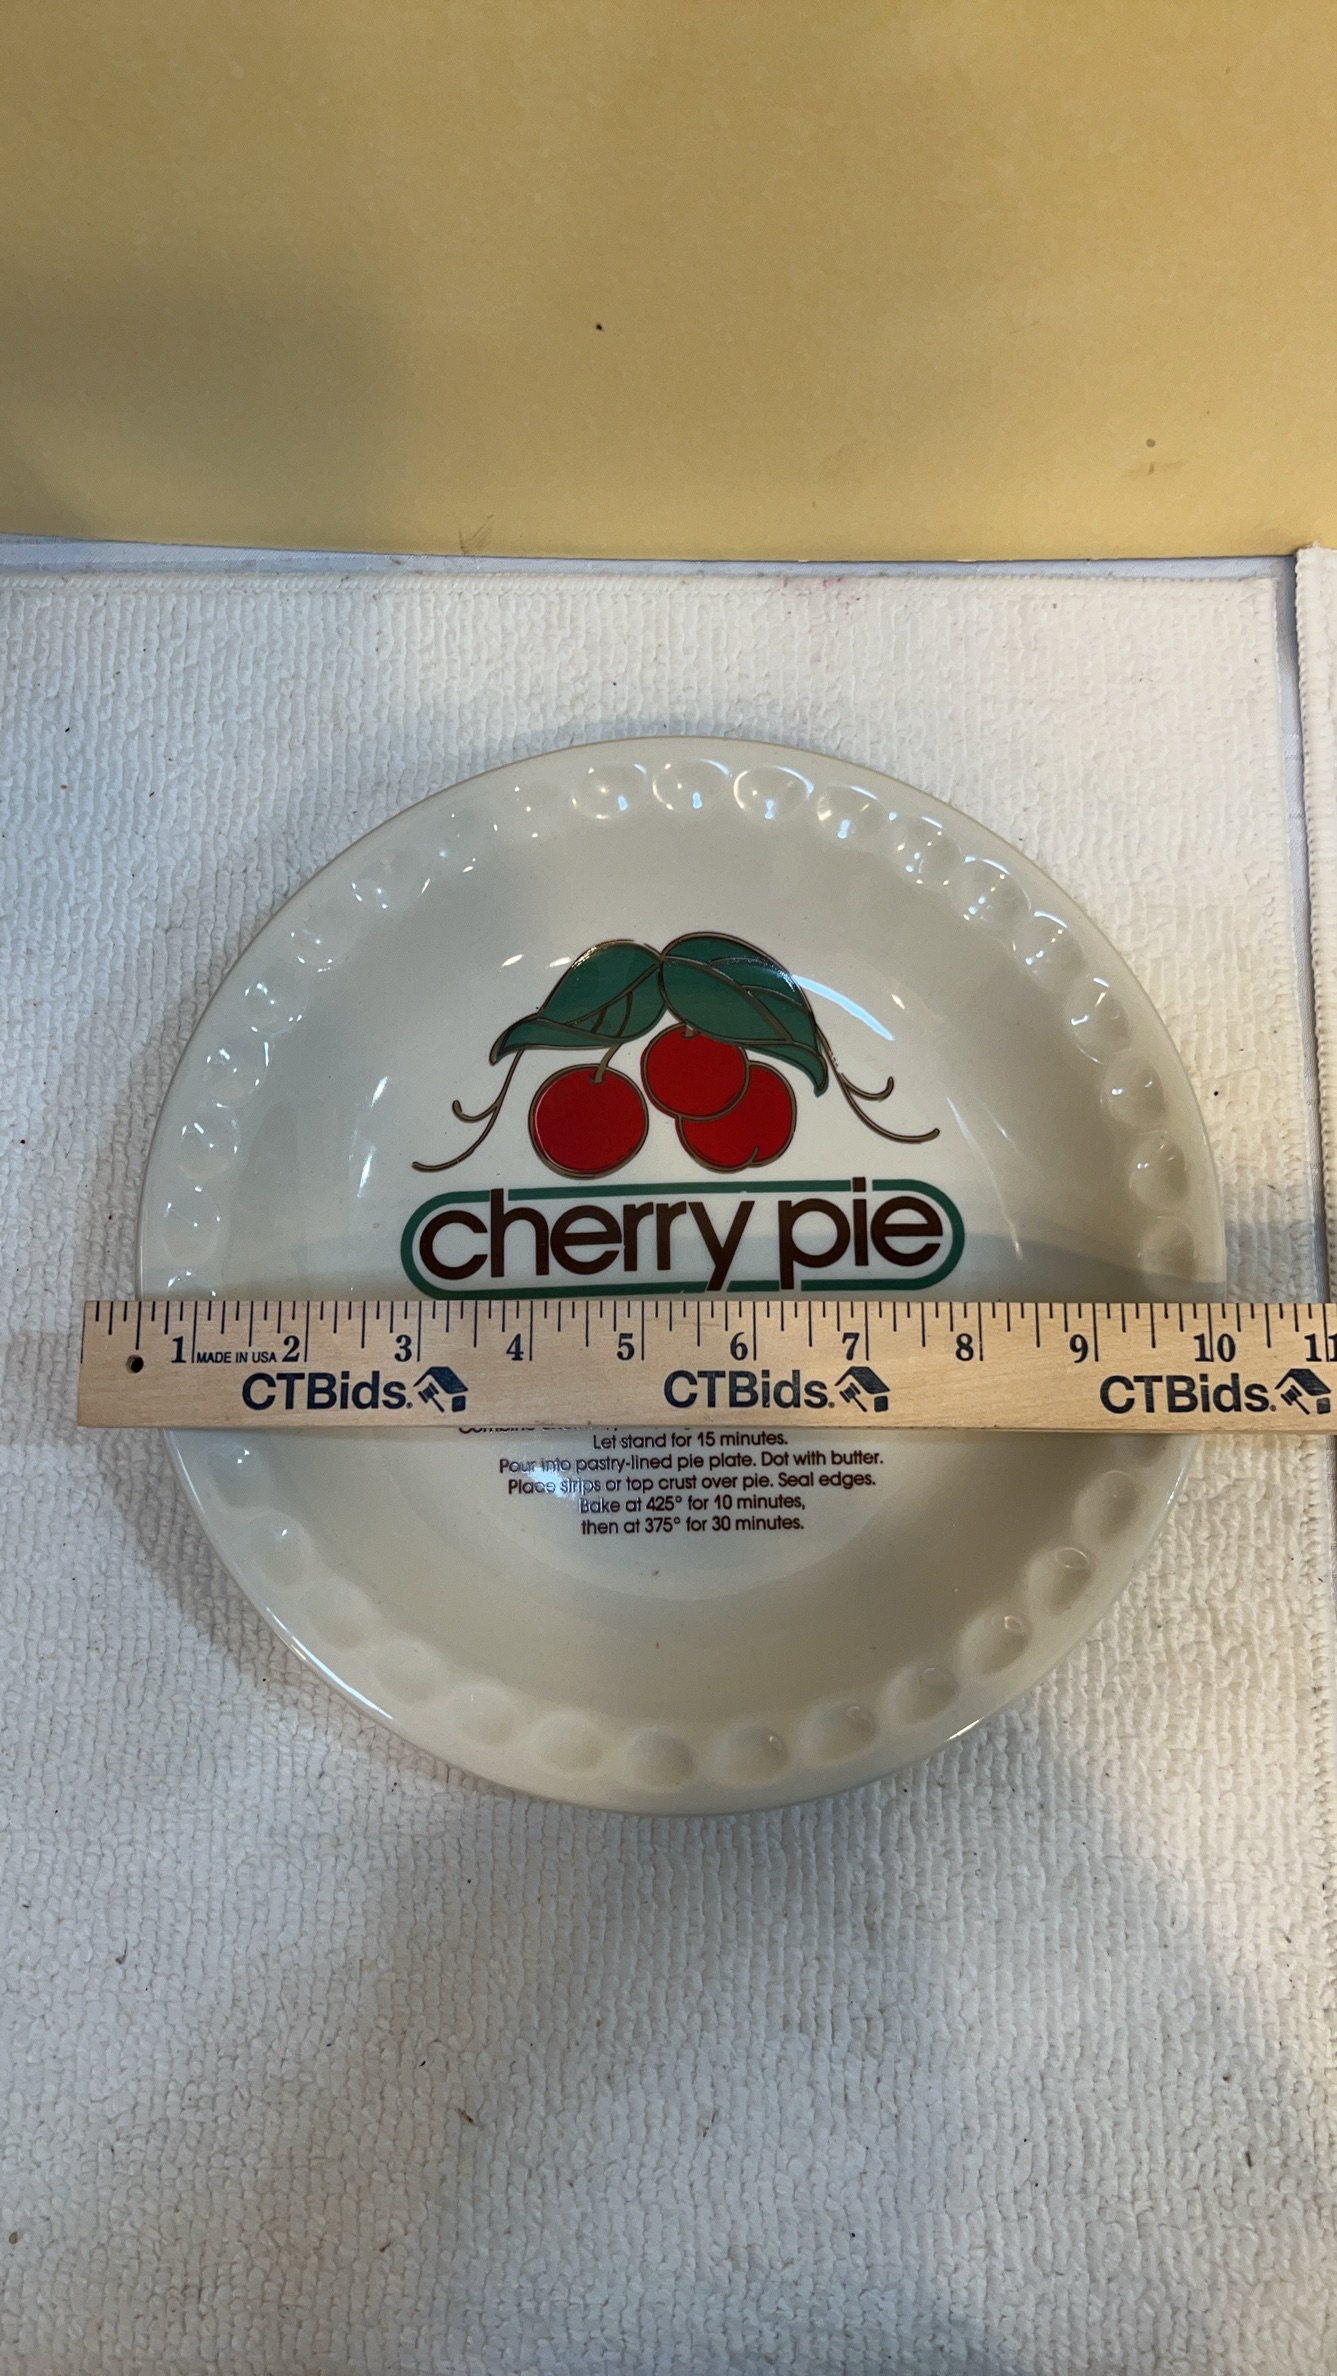 cherry pie
1 2 3 4 5 6 7 8 9 10 11
MADE IN USA
CTBids. CTBids. CTBids.
Combine
Let stand for 15 minutes.
Pour into pastry-lined pie plate. Dot with butter.
Place strips or top crust over pie. Seal edges.
Bake at 425° for 10 minutes,
then at 375° for 30 minutes.